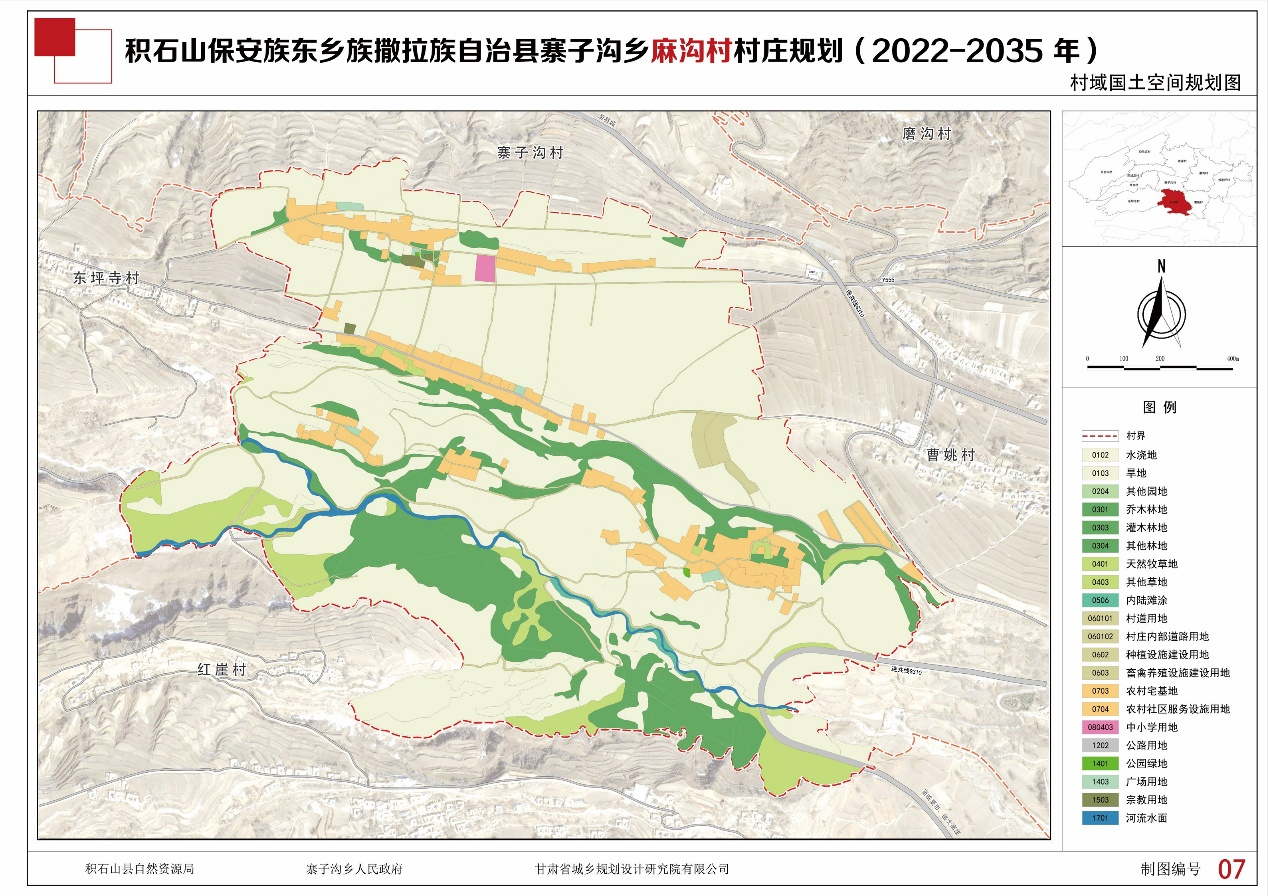 积石山保安族东乡族撒拉族自治县寨子沟乡麻沟村村庄规划（2022-2035 年）
村域国土空间规划图
寨子沟村
磨沟村
东坪寺村
曹姚村
红崖村
N
0 100 200 400m
图 例
村界
0102 水浇地
0103 旱地
0204 其他园地
0301 乔木林地
0303 灌木林地
0304 其他林地
0401 天然牧草地
0403 其他草地
0506 内陆滩涂
060101 村道用地
060102 村庄内部道路用地
0602 种植设施建设用地
0603 畜禽养殖设施建设用地
0703 农村宅基地
0704 农村社区服务设施用地
080403 中小学用地
1202 公路用地
1401 公园绿地
1403 广场用地
1503 宗教用地
1701 河流水面
积石山县自然资源局
寨子沟乡人民政府
甘肃省城乡规划设计研究院有限公司
制图编号 07